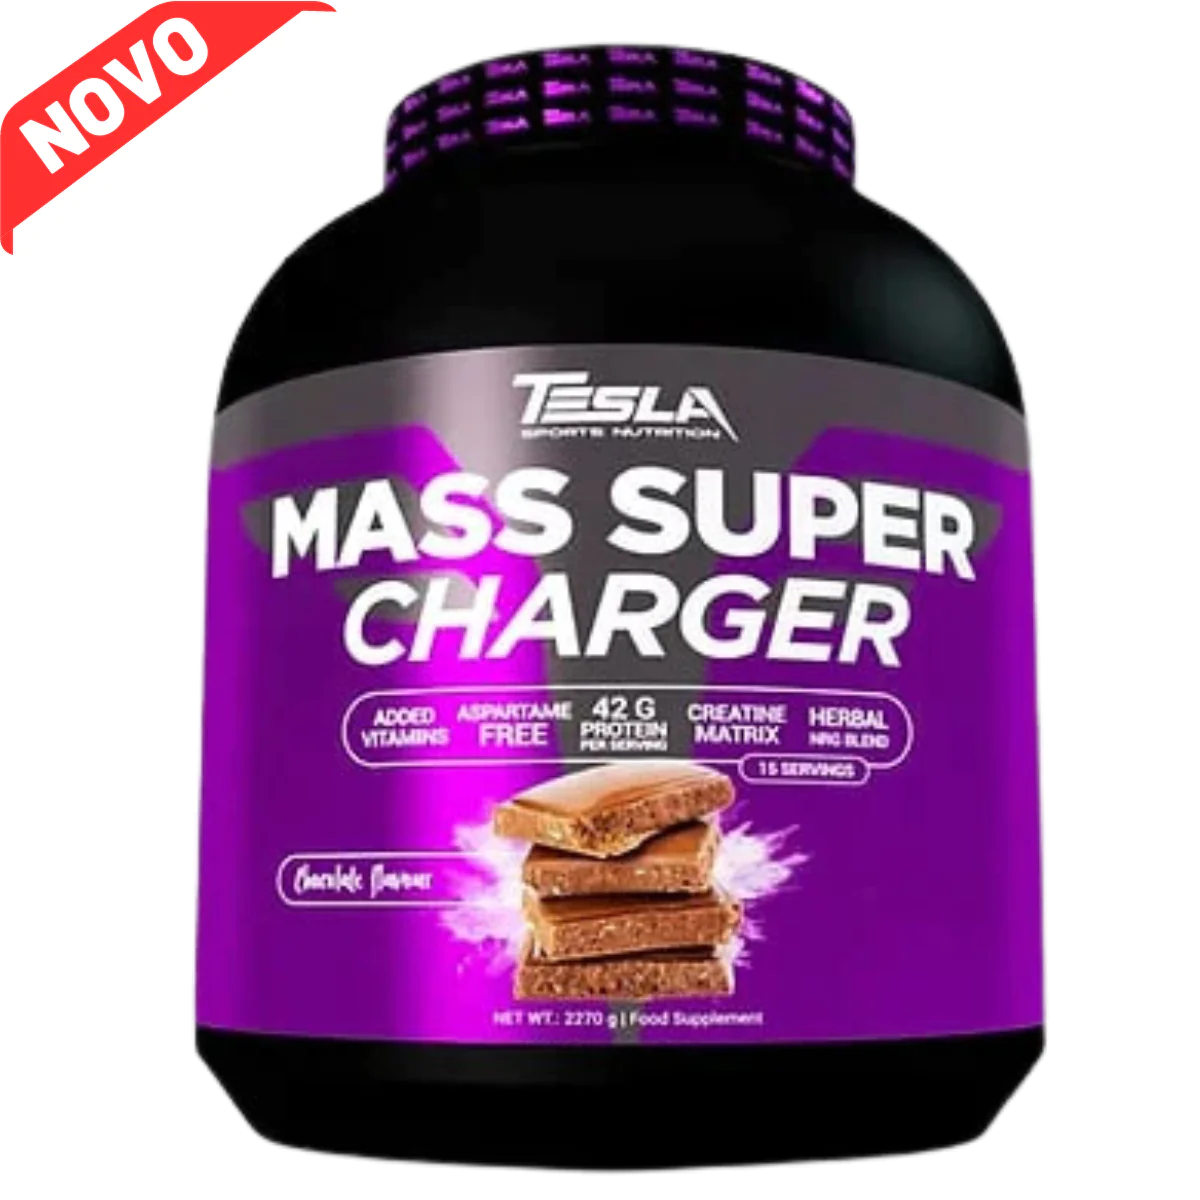 NOVO
TESLA
SPORTS NUTRITION
MASS SUPER
CHARGER
ADDED
VITAMINS
ASPARTAME
FREE
42 G
PROTEIN
PER SERVING
CREATINE
MATRIX
HERBAL
NRG BLEND
15 SERVINGS
Chocolate flavour
NET WT.: 2270 g | Food Supplement